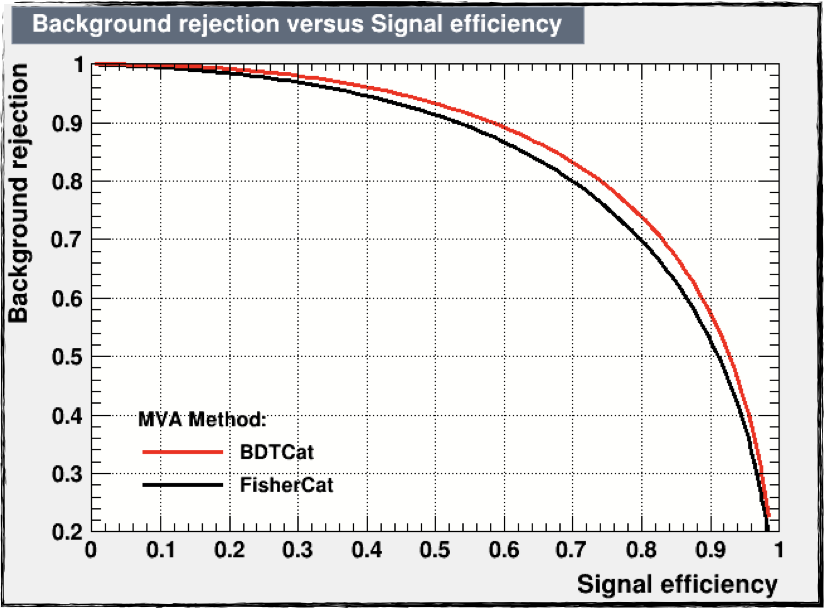 Background rejection versus Signal efficiency
Background rejection
1
0.9
0.8
0.7
0.6
0.5
0.4
0.3
0.2
MVA Method:
BDTCat
FisherCat
0 0.1 0.2 0.3 0.4 0.5 0.6 0.7 0.8 0.9 1
Signal efficiency